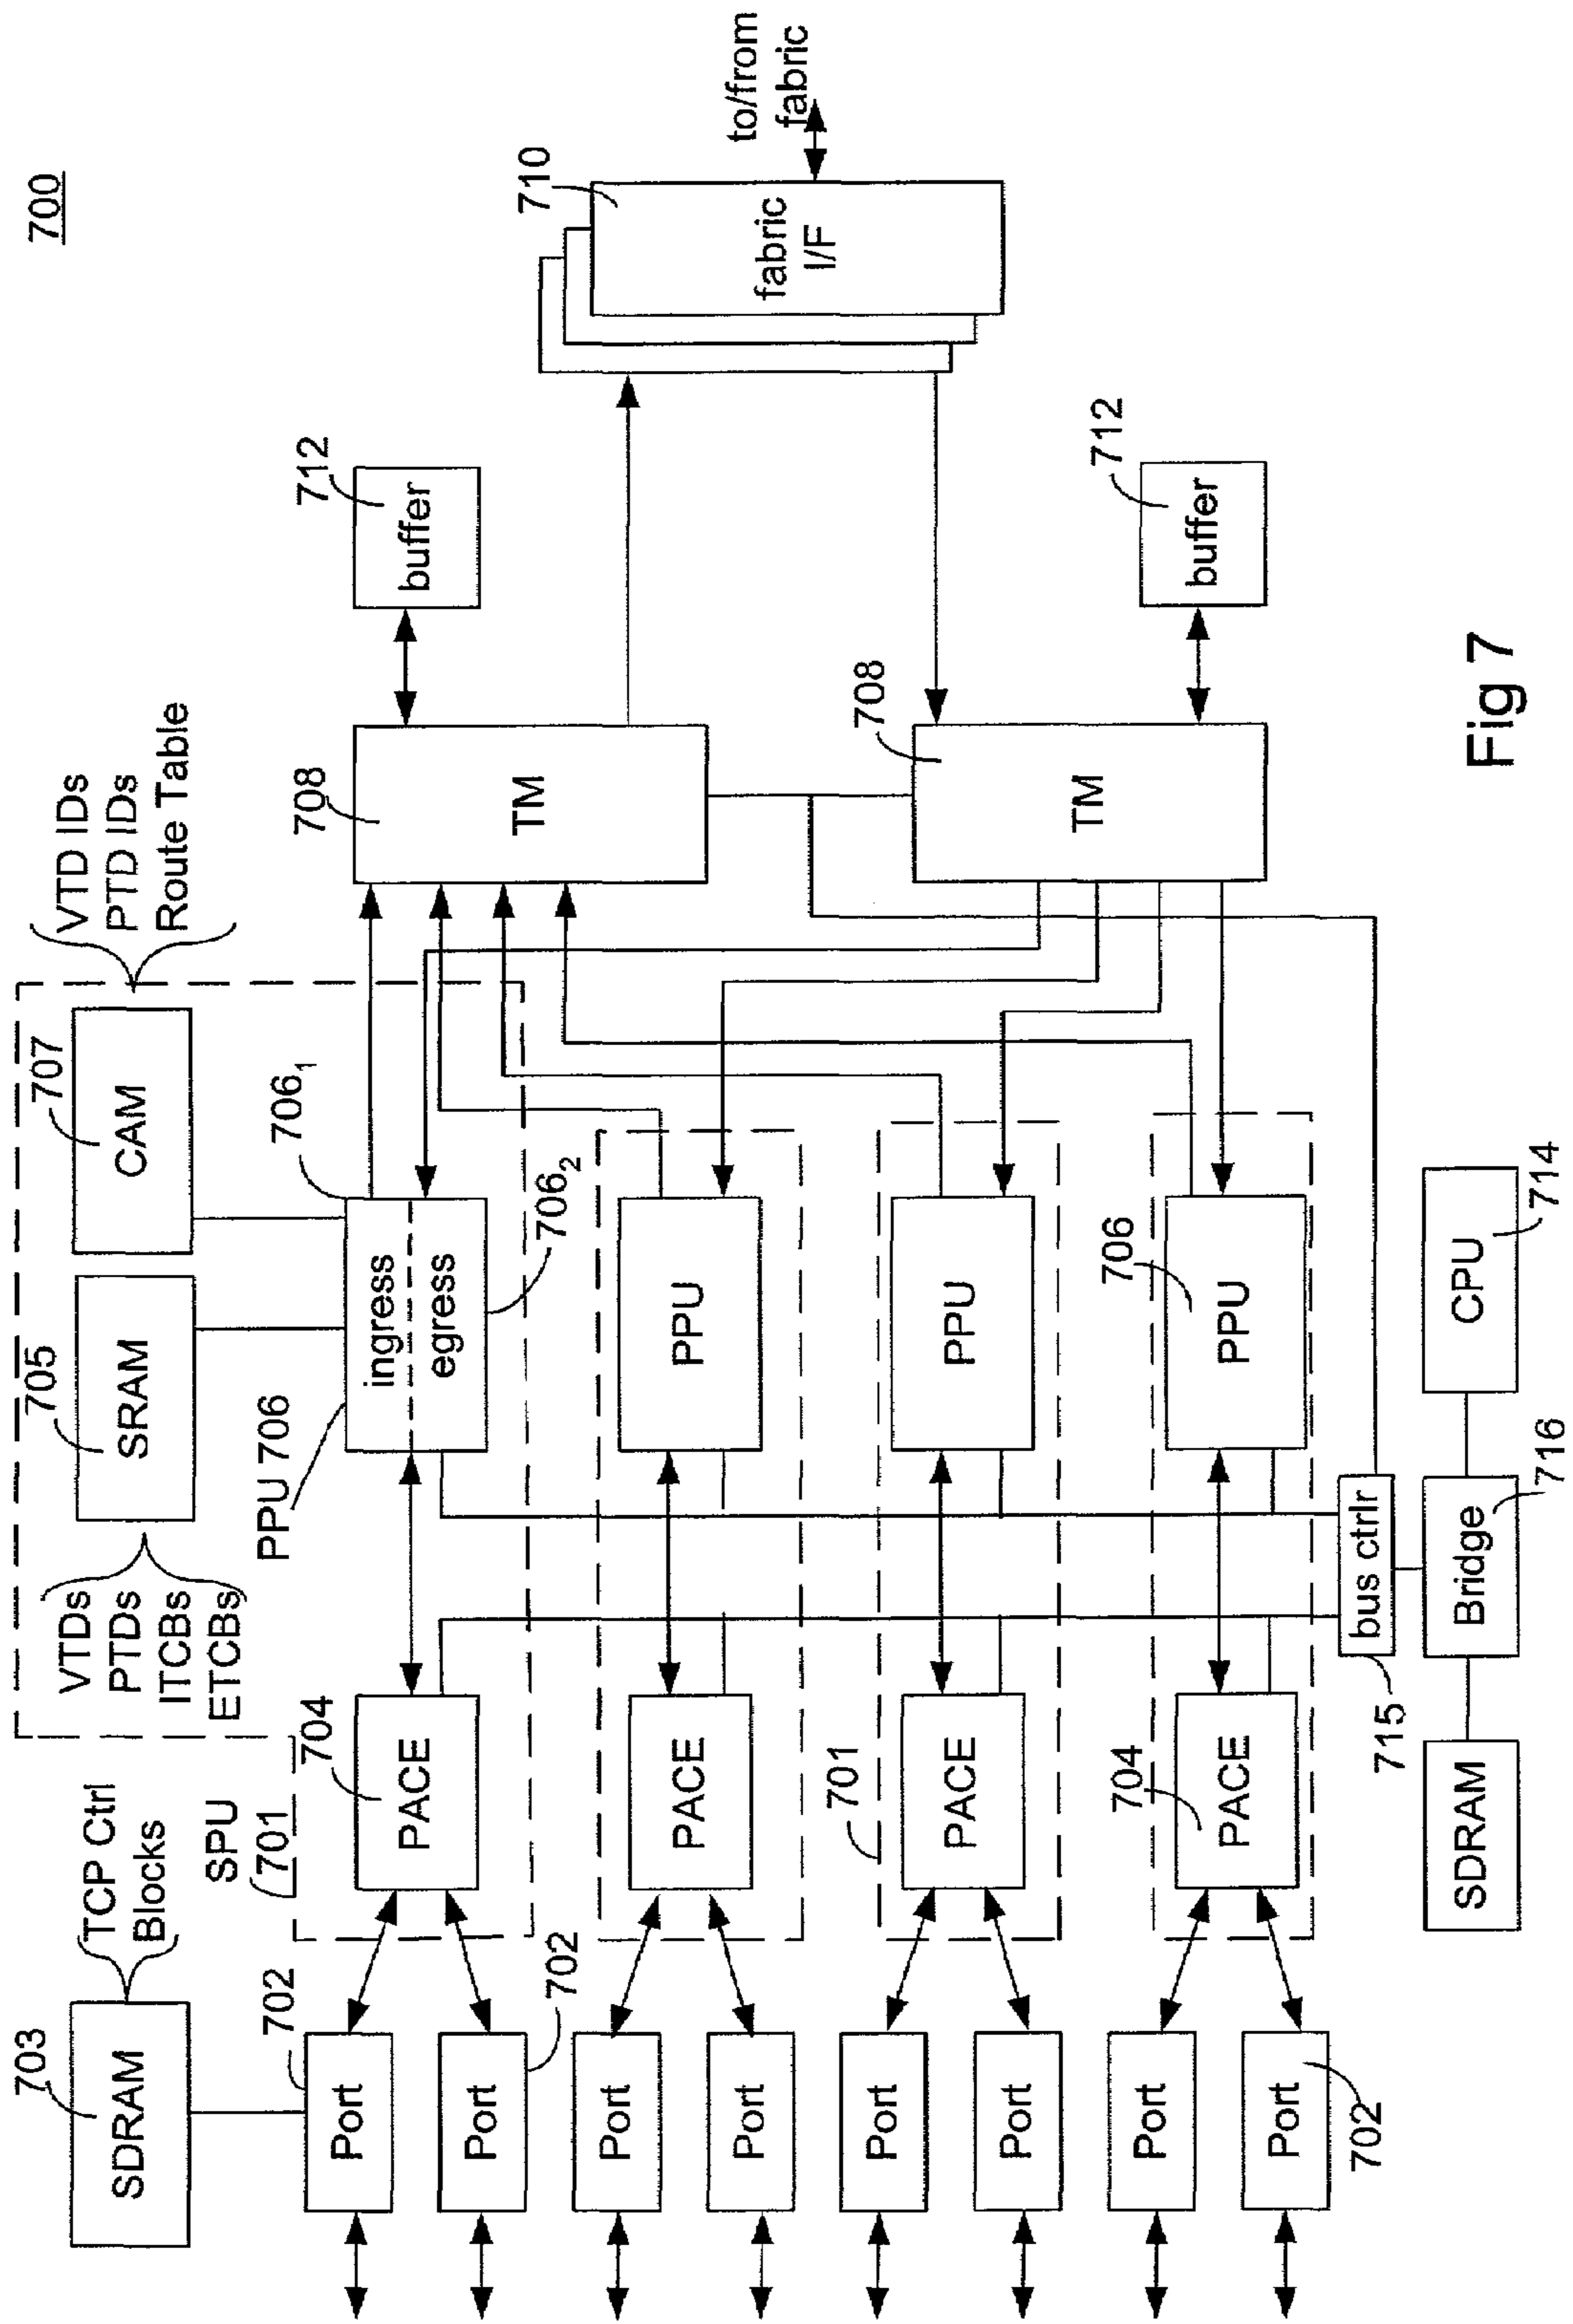 700
SDRAM
703
TCP Ctrl
Blocks
VTDs
PTDs
ITCBs
ETCBs
SRAM
705
CAM
707
VTD IDs
PTD IDs
Route Table
SPU
701
Port
702
Port
702
PACE
704
PPU 706
ingress
egress
706₁
706₂
TM
708
buffer
712
Port
Port
PACE
PPU
fabric
I/F
710
to/from
fabric
Port
Port
701
PACE
PPU
TM
708
buffer
712
Port
Port
702
PACE
704
PPU
706
bus ctrlr
715
SDRAM
Bridge
716
CPU
714
Fig 7